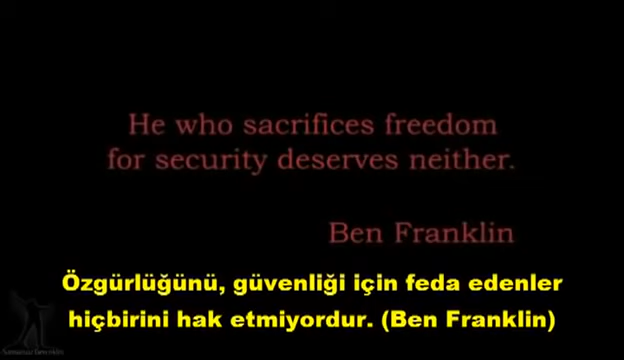 He who sacrifices freedom
for security deserves neither.
Ben Franklin
Özgürlüğünü, güvenliği için feda edenler
hiçbirini hak etmiyordur. (Ben Franklin)